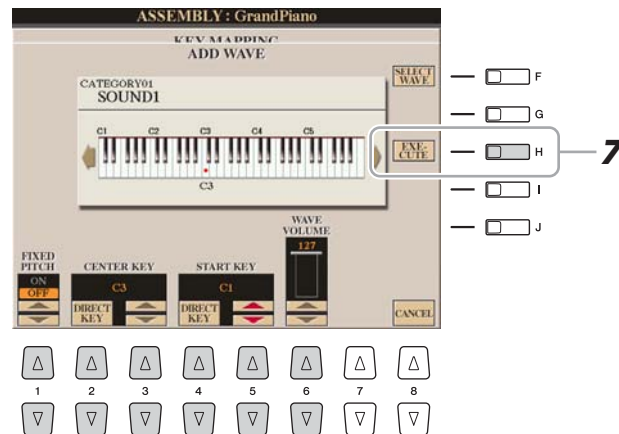 ASSEMBLY : GrandPiano
KEY MAPPING
ADD WAVE
CATEGORY01
SOUND1
C1 C2 C3 C4 C5
C3
SELECT
WAVE
EXE-
CUTE
F
G
H
I
J
7
FIXED
PITCH
ON
OFF
CENTER KEY
C3
DIRECT
KEY
START KEY
C1
DIRECT
KEY
WAVE
VOLUME
127
CANCEL
1 2 3 4 5 6 7 8